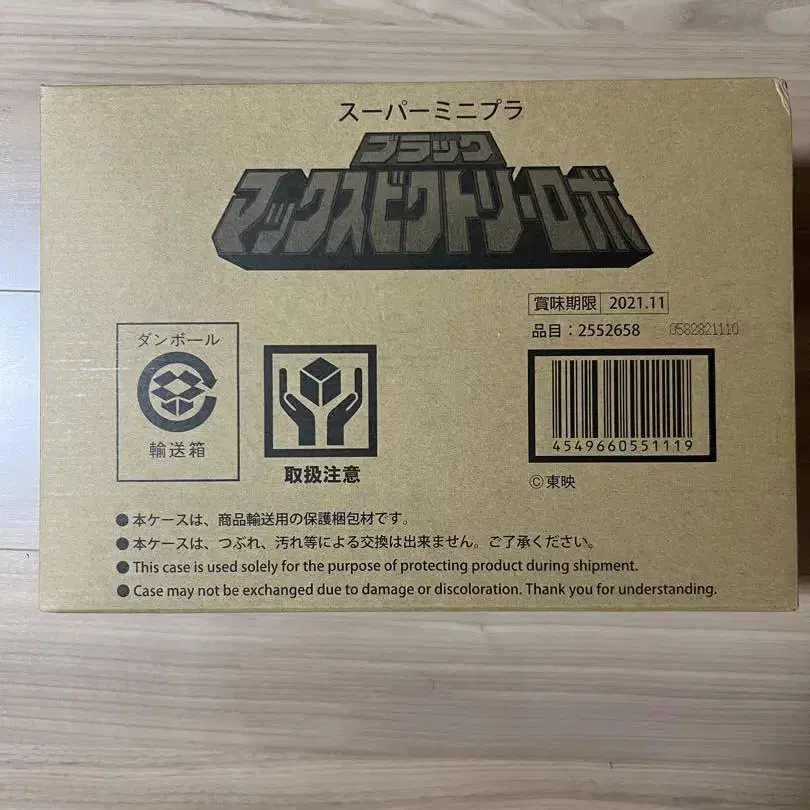 スーパーミニプラ
ブラック
マックスビクトリーロボ
賞味期限 2021.11
品目：2552658 0582821110
ダンボール
輸送箱
取扱注意
4549660551119
©東映
●本ケースは、商品輸送用の保護梱包材です。
●本ケースは、つぶれ、汚れ等による交換は出来ません。ご了承ください。
●This case is used solely for the purpose of protecting product during shipment.
●Case may not be exchanged due to damage or discoloration. Thank you for understanding.